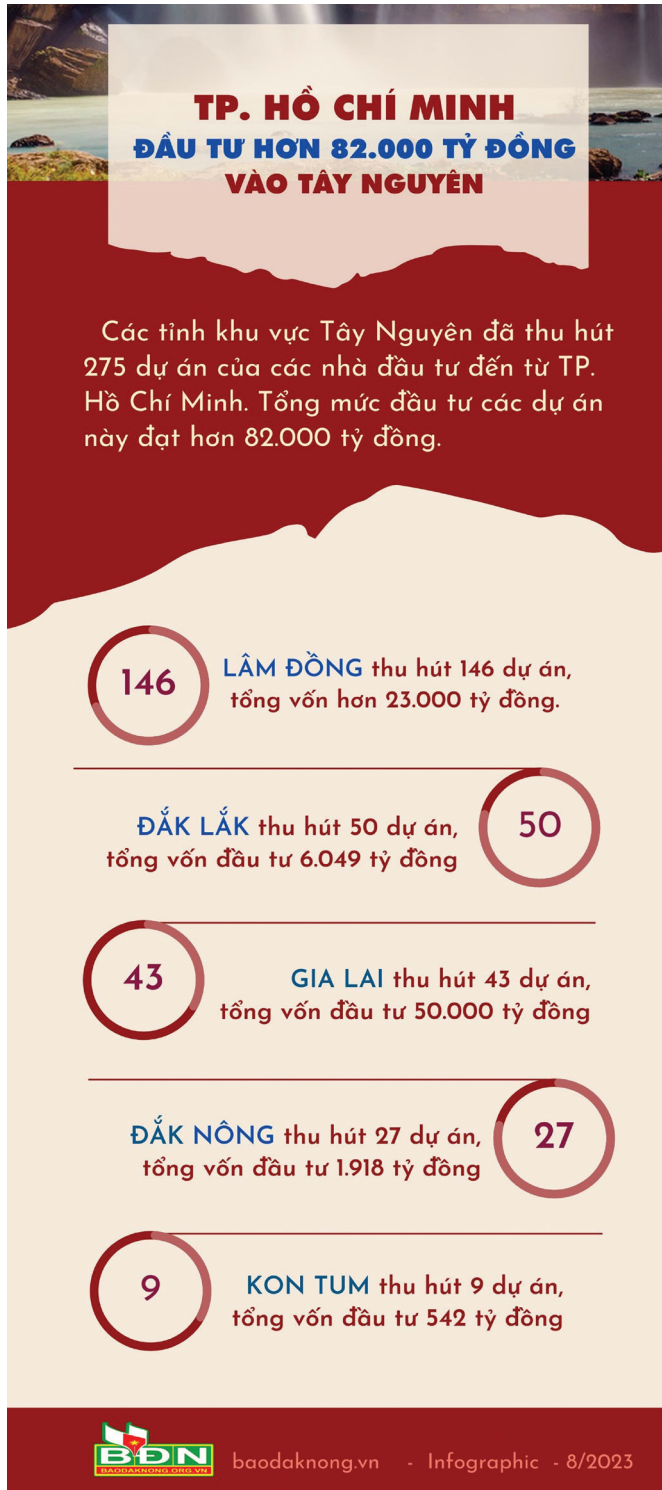 TP. HỒ CHÍ MINH
ĐẦU TƯ HƠN 82.000 TỶ ĐỒNG
VÀO TÂY NGUYÊN
Các tỉnh khu vực Tây Nguyên đã thu hút
275 dự án của các nhà đầu tư đến từ TP.
Hồ Chí Minh. Tổng mức đầu tư các dự án
này đạt hơn 82.000 tỷ đồng.
146
LÂM ĐỒNG thu hút 146 dự án,
tổng vốn hơn 23.000 tỷ đồng.
ĐẮK LẮK thu hút 50 dự án,
tổng vốn đầu tư 6.049 tỷ đồng
50
43
GIA LAI thu hút 43 dự án,
tổng vốn đầu tư 50.000 tỷ đồng
ĐẮK NÔNG thu hút 27 dự án,
tổng vốn đầu tư 1.918 tỷ đồng
27
9
KON TUM thu hút 9 dự án,
tổng vốn đầu tư 542 tỷ đồng
BĐN
BAODAKNONG.ORG.VN
baodaknong.vn - Infographic - 8/2023